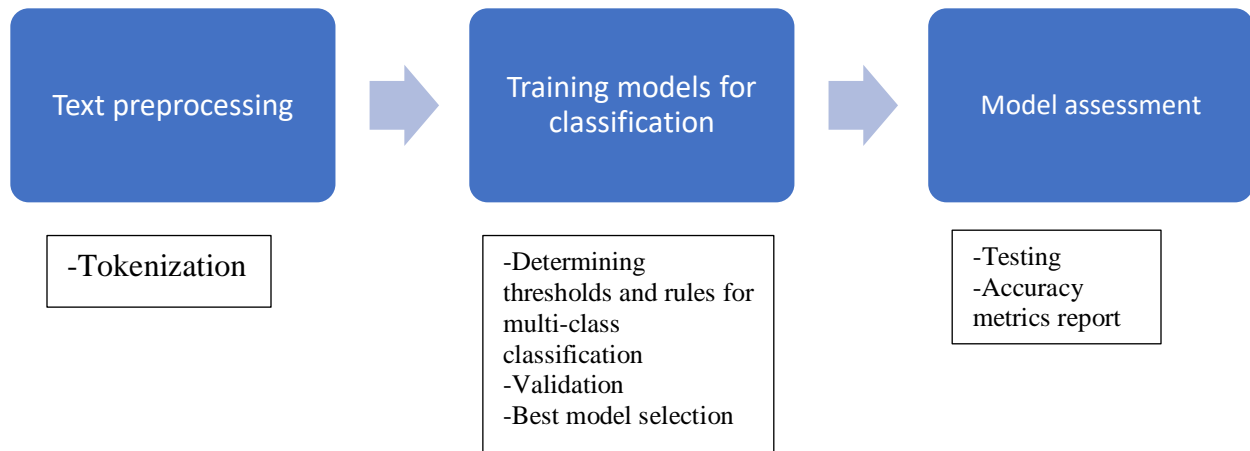 Text preprocessing
Training models for
classification
Model assessment
-Tokenization
-Determining
thresholds and rules for
multi-class
classification
-Validation
-Best model selection
-Testing
-Accuracy
metrics report